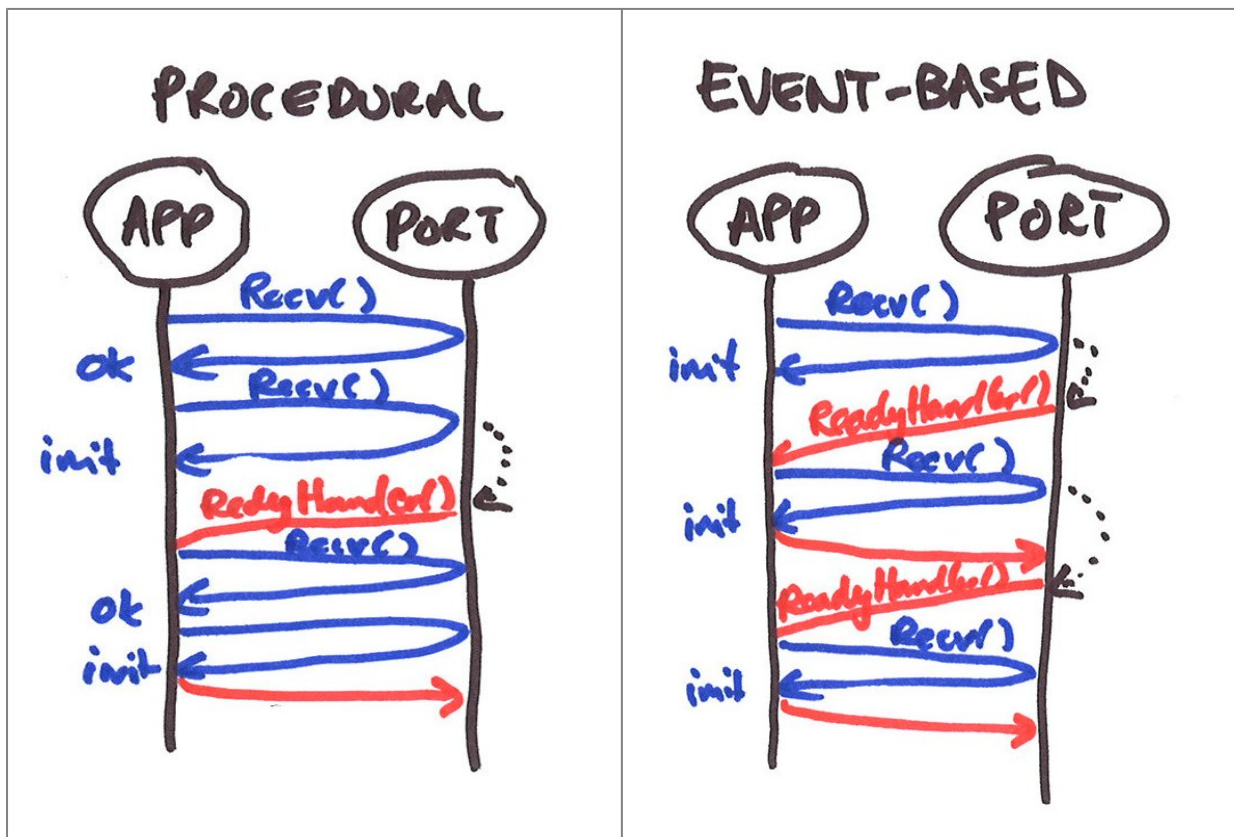 PROCEDURAL
APP
PORT
Recv()
ok
Recv()
init
RedyHandler()
Recv()
ok
init
EVENT-BASED
APP
PORT
Recv()
init
ReadyHandler()
Recv()
init
ReadyHandler()
Recv()
init